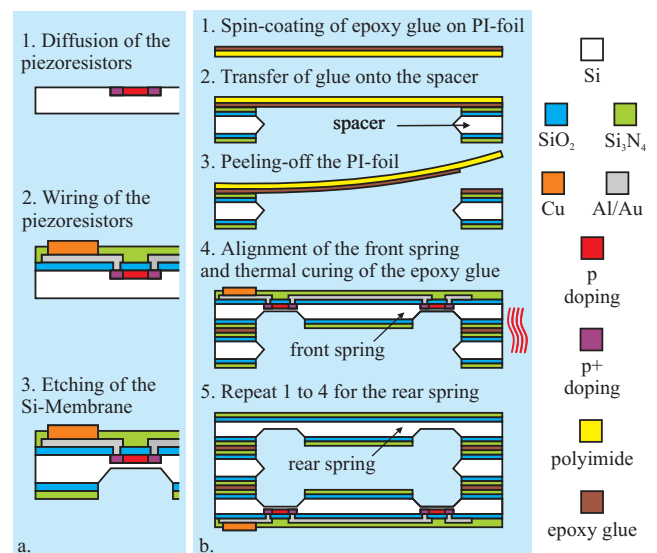 1. Diffusion of the
piezoresistors
2. Wiring of the
piezoresistors
3. Etching of the
Si-Membrane
a.
1. Spin-coating of epoxy glue on PI-foil
2. Transfer of glue onto the spacer
spacer
3. Peeling-off the PI-foil
4. Alignment of the front spring
and thermal curing of the epoxy glue
front spring
5. Repeat 1 to 4 for the rear spring
rear spring
b.
Si
SiO₂ Si₃N₄
Cu Al/Au
p
doping
p+
doping
polyimide
epoxy glue